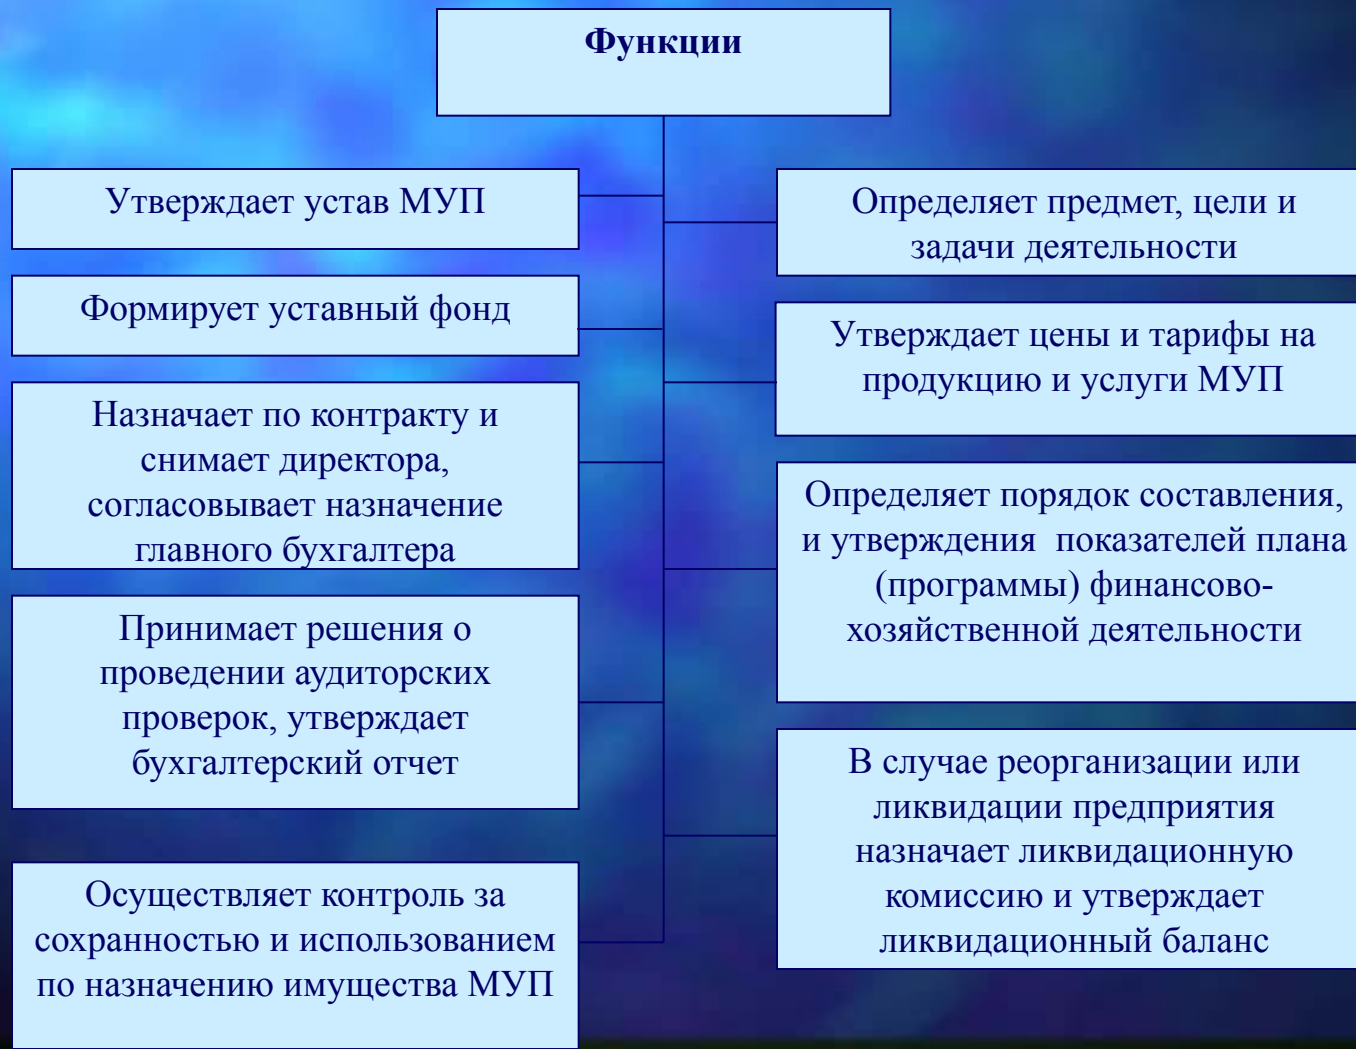 Функции
Утверждает устав МУП
Формирует уставный фонд
Назначает по контракту и
снимает директора,
согласовывает назначение
главного бухгалтера
Принимает решения о
проведении аудиторских
проверок, утверждает
бухгалтерский отчет
Осуществляет контроль за
сохранностью и использованием
по назначению имущества МУП
Определяет предмет, цели и
задачи деятельности
Утверждает цены и тарифы на
продукцию и услуги МУП
Определяет порядок составления,
и утверждения показателей плана
(программы) финансово-
хозяйственной деятельности
В случае реорганизации или
ликвидации предприятия
назначает ликвидационную
комиссию и утверждает
ликвидационный баланс